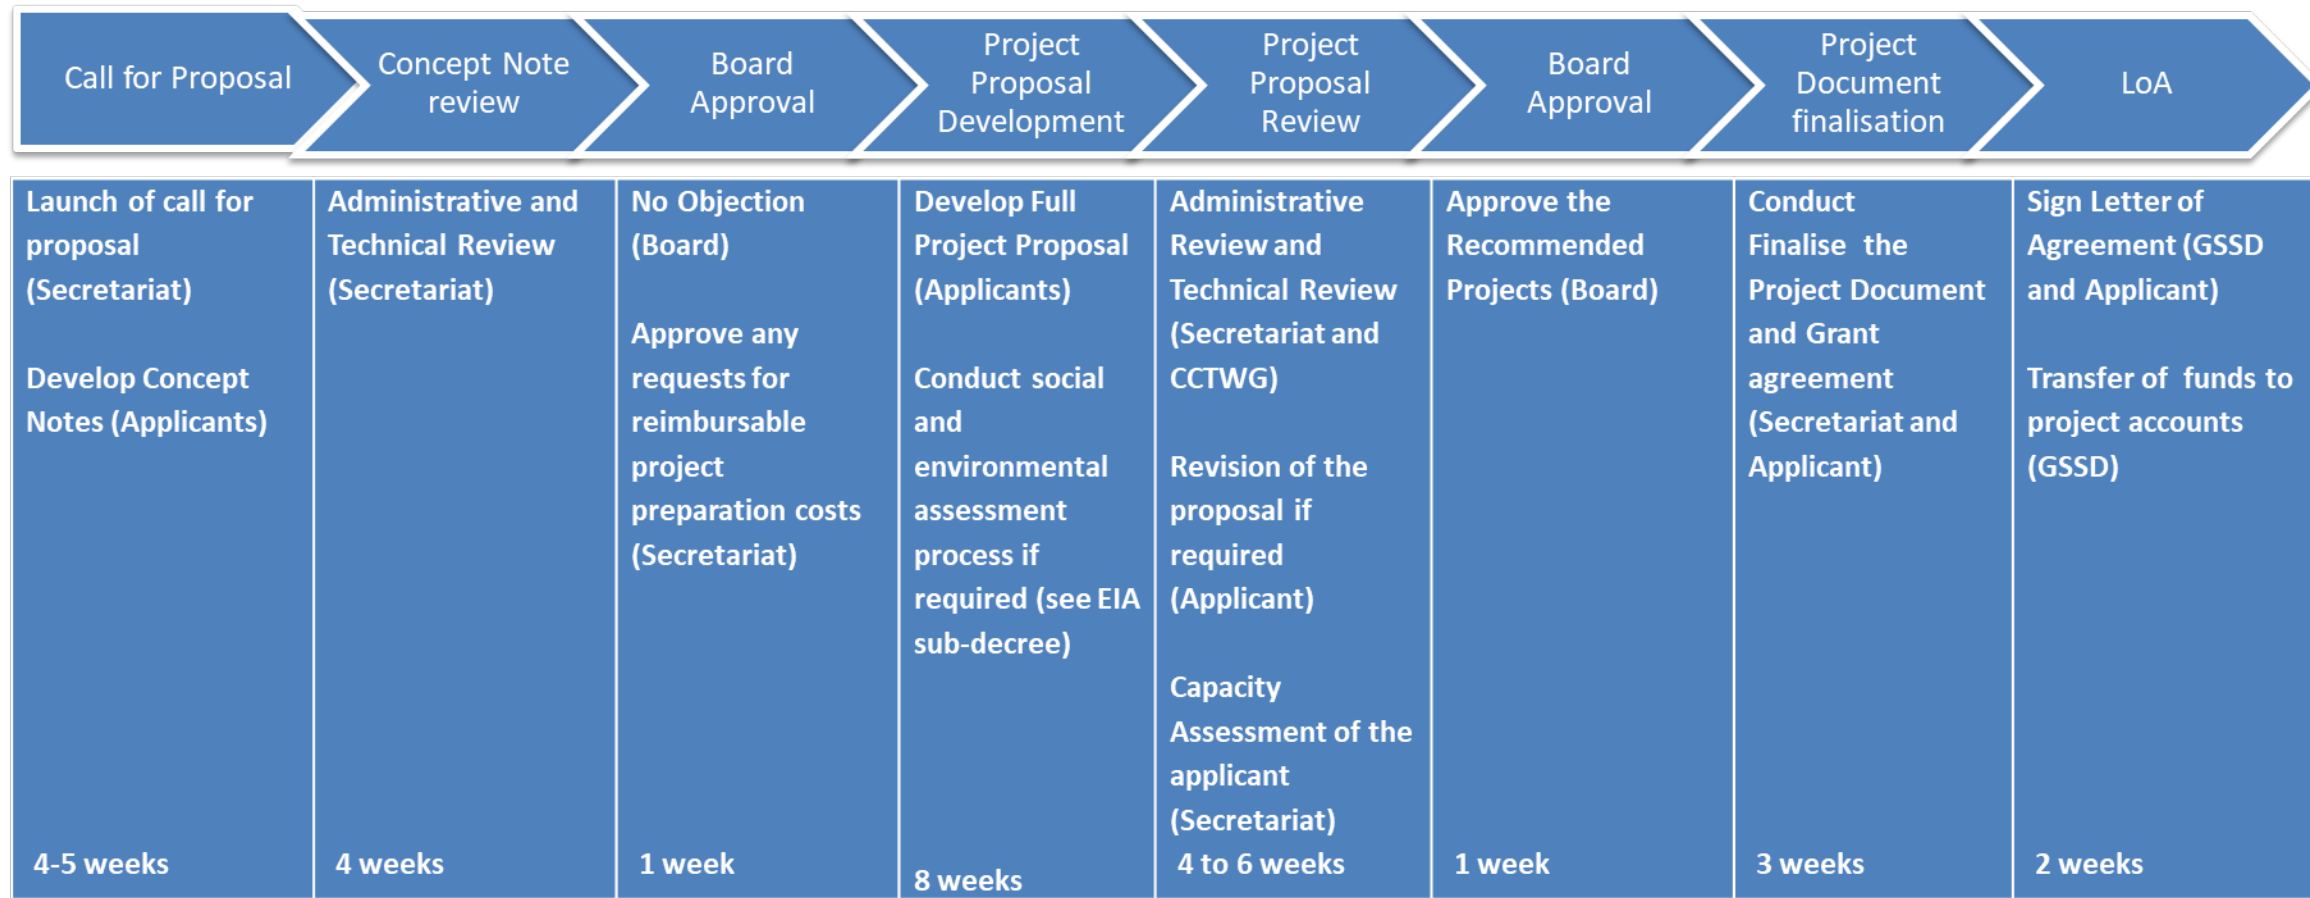 Call for Proposal
Concept Note
review
Board
Approval
Project
Proposal
Development
Project
Proposal
Review
Board
Approval
Project
Document
finalisation
LoA
Launch of call for
proposal
(Secretariat)
Develop Concept
Notes (Applicants)
4-5 weeks
Administrative and
Technical Review
(Secretariat)
4 weeks
No Objection
(Board)
Approve any
requests for
reimbursable
project
preparation costs
(Secretariat)
1 week
Develop Full
Project Proposal
(Applicants)
Conduct social
and
environmental
assessment
process if
required (see EIA
sub-decree)
8 weeks
Administrative
Review and
Technical Review
(Secretariat and
CCTWG)
Revision of the
proposal if
required
(Applicant)
Capacity
Assessment of the
applicant
(Secretariat)
4 to 6 weeks
Approve the
Recommended
Projects (Board)
1 week
Conduct
Finalise the
Project Document
and Grant
agreement
(Secretariat and
Applicant)
3 weeks
Sign Letter of
Agreement (GSSD
and Applicant)
Transfer of funds to
project accounts
(GSSD)
2 weeks